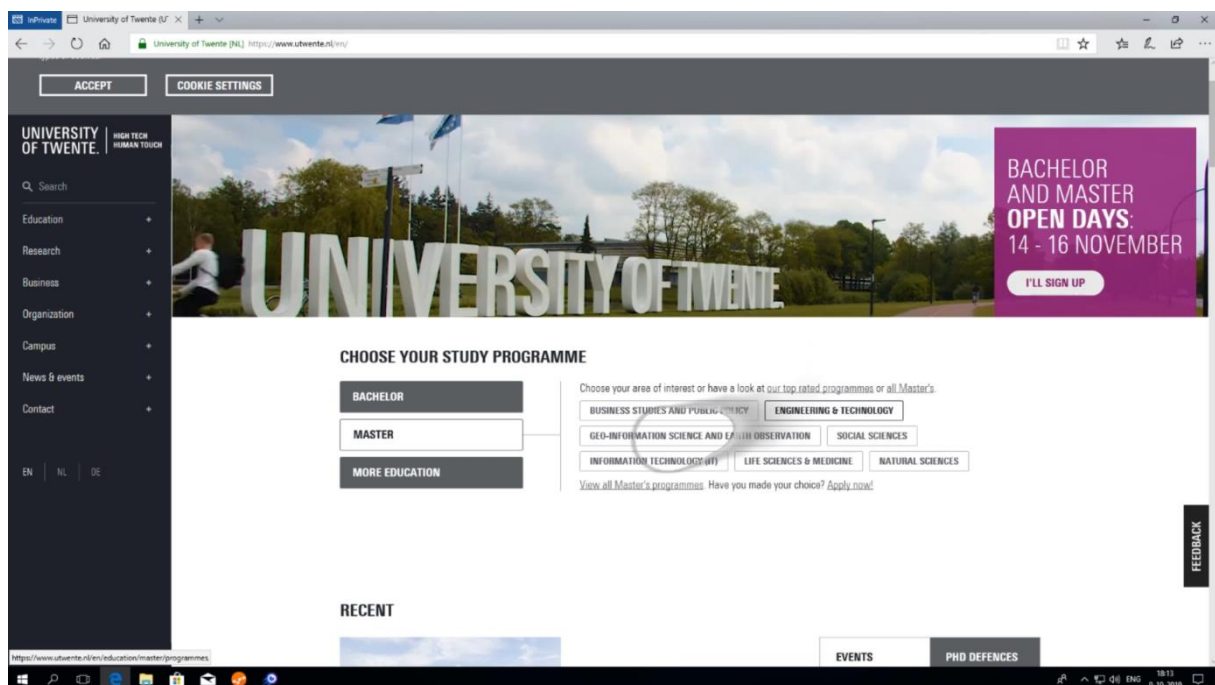 InPrivate University of Twente (UT
University of Twente [NL] https://www.utwente.nl/en/
ACCEPT COOKIE SETTINGS
UNIVERSITY OF TWENTE.
HIGH TECH
HUMAN TOUCH
Search
Education +
Research +
Business +
Organization +
Campus +
News & events +
Contact +
EN | NL | DE
UNIVERSITY OF TWENTE.
BACHELOR
AND MASTER
OPEN DAYS:
14 - 16 NOVEMBER
I'LL SIGN UP
CHOOSE YOUR STUDY PROGRAMME
BACHELOR
MASTER
MORE EDUCATION
Choose your area of interest or have a look at our top rated programmes or all Master's.
BUSINESS STUDIES AND PUBLIC POLICY ENGINEERING & TECHNOLOGY
GEO-INFORMATION SCIENCE AND EARTH OBSERVATION SOCIAL SCIENCES
INFORMATION TECHNOLOGY (IT) LIFE SCIENCES & MEDICINE NATURAL SCIENCES
View all Master's programmes. Have you made your choice? Apply now!
FEEDBACK
RECENT
EVENTS PHD DEFENCES
https://www.utwente.nl/en/education/master/programmes
ENG 18:13